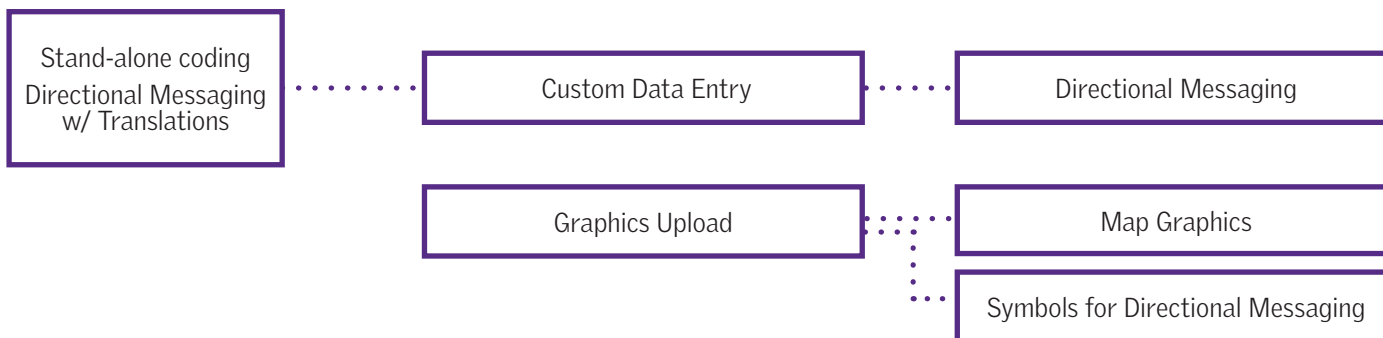 Stand-alone coding
Directional Messaging
w/ Translations
Custom Data Entry
Directional Messaging
Graphics Upload
Map Graphics
Symbols for Directional Messaging